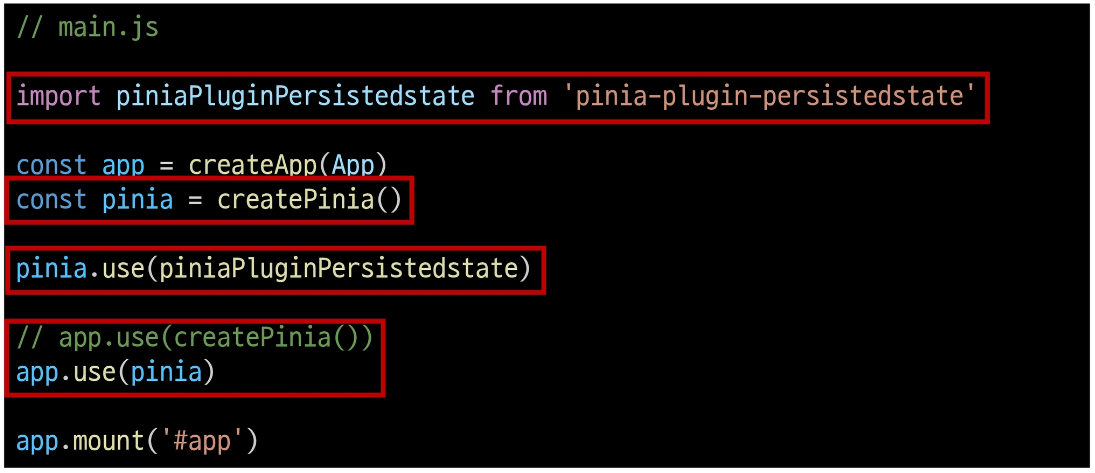 // main.js
import piniaPluginPersistedstate from 'pinia-plugin-persistedstate'
const app = createApp(App)
const pinia = createPinia()
pinia.use(piniaPluginPersistedstate)
// app.use(createPinia())
app.use(pinia)
app.mount('#app')